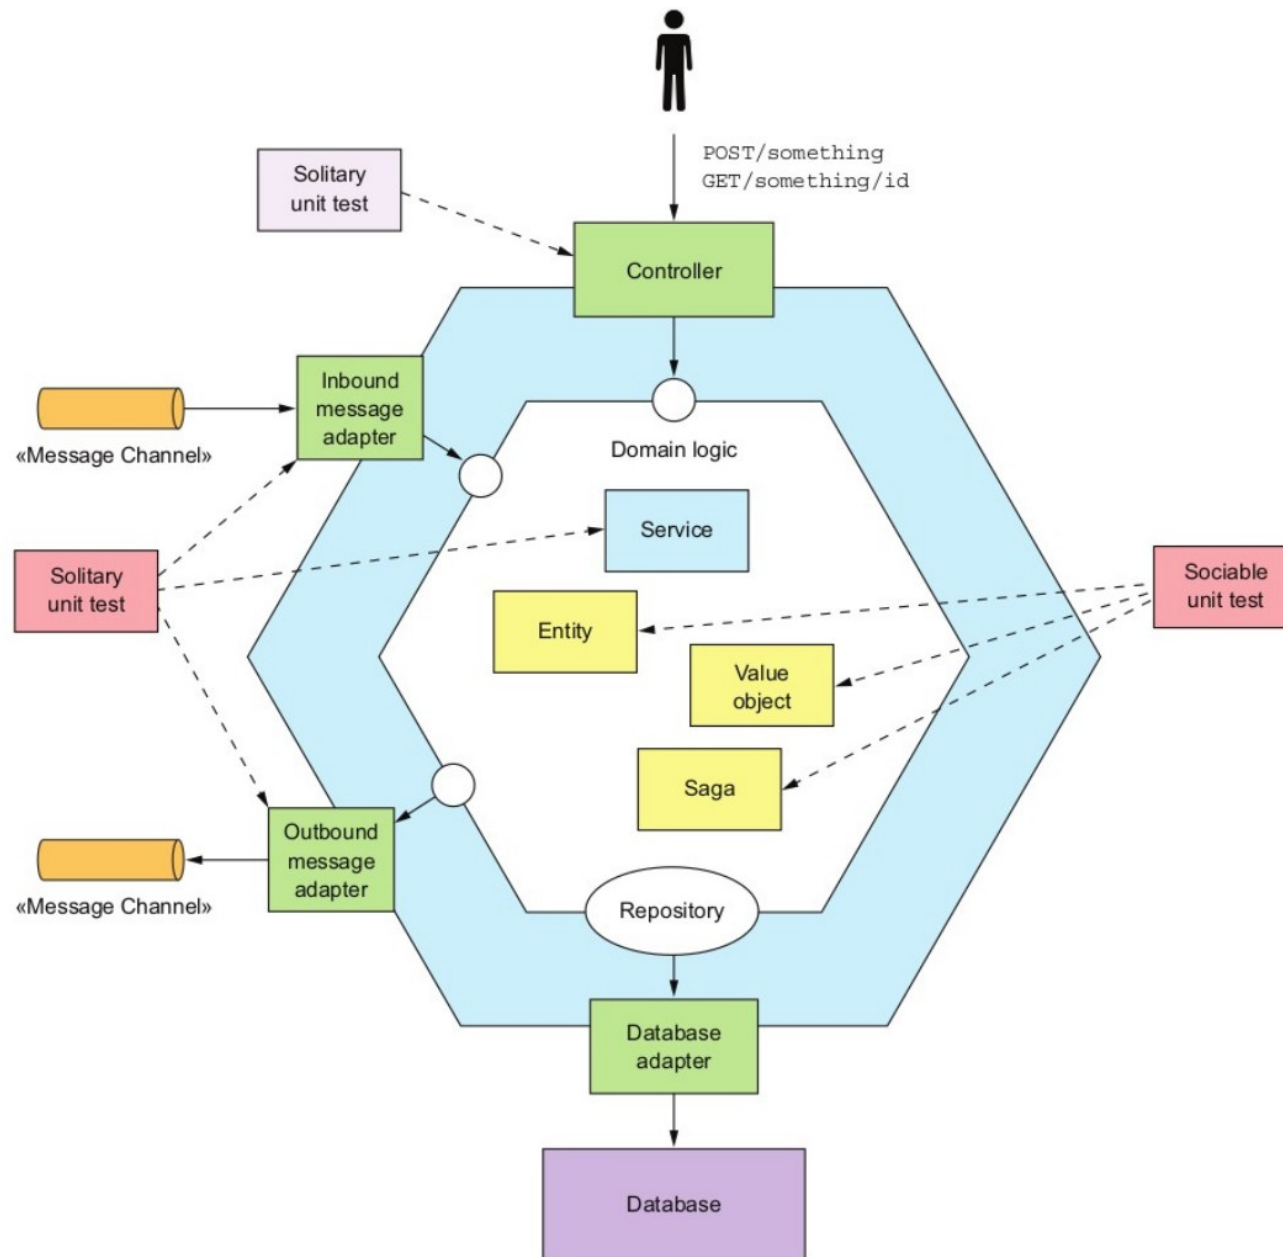 POST/something
GET/something/id
Solitary
unit test
Controller
Inbound
message
adapter
«Message Channel»
Domain logic
Service
Solitary
unit test
Sociable
unit test
Entity
Value
object
Saga
Outbound
message
adapter
«Message Channel»
Repository
Database
adapter
Database